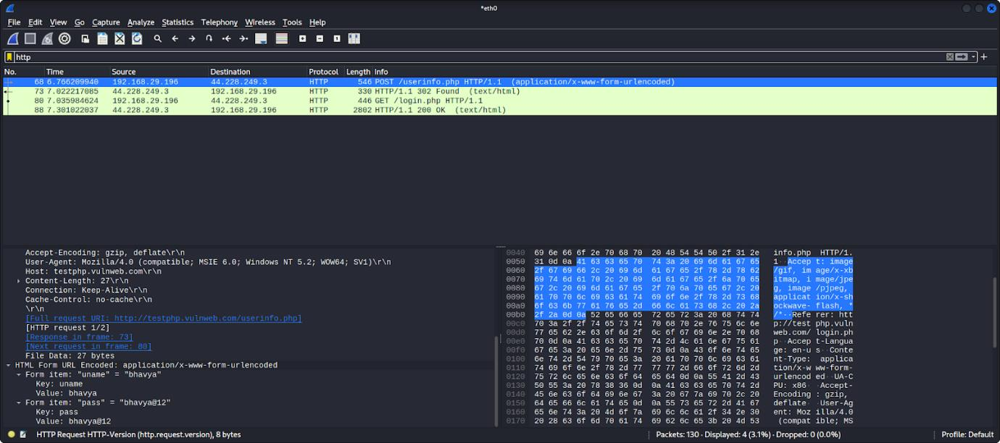 *eth0
File Edit View Go Capture Analyze Statistics Telephony Wireless Tools Help
http
No. Time Source Destination Protocol Length Info
68 6.766209940 192.168.29.196 44.228.249.3 HTTP 546 POST /userinfo.php HTTP/1.1 (application/x-www-form-urlencoded)
73 7.022217085 44.228.249.3 192.168.29.196 HTTP 330 HTTP/1.1 302 Found (text/html)
80 7.035984624 192.168.29.196 44.228.249.3 HTTP 446 GET /login.php HTTP/1.1
88 7.301022037 44.228.249.3 192.168.29.196 HTTP 2802 HTTP/1.1 200 OK (text/html)
Accept-Encoding: gzip, deflate\r\n
User-Agent: Mozilla/4.0 (compatible; MSIE 6.0; Windows NT 5.2; WOW64; SV1)\r\n
Host: testphp.vulnweb.com\r\n
Content-Length: 27\r\n
Connection: Keep-Alive\r\n
Cache-Control: no-cache\r\n
\r\n
[Full request URI: http://testphp.vulnweb.com/userinfo.php]
[HTTP request 1/2]
[Response in frame: 73]
[Next request in frame: 80]
File Data: 27 bytes
HTML Form URL Encoded: application/x-www-form-urlencoded
Form item: "uname" = "bhavya"
Key: uname
Value: bhavya
Form item: "pass" = "bhavya@12"
Key: pass
Value: bhavya@12
0040 69 6e 66 6f 2e 70 68 70 20 48 54 54 50 2f 31 2e info.php HTTP/1.
0050 31 0d 0a 41 63 63 65 70 74 3a 20 69 6d 61 67 65 1··Accept: image
0060 2f 67 69 66 2c 20 69 6d 61 67 65 2f 78 2d 78 62 /gif, image/x-xb
0070 69 74 6d 61 70 2c 20 69 6d 61 67 65 2f 6a 70 65 itmap, image/jpe
0080 67 2c 20 69 6d 61 67 65 2f 70 6a 70 65 67 2c 20 g, image/pjpeg,
0090 61 70 70 6c 69 63 61 74 69 6f 6e 2f 78 2d 73 68 application/x-sh
00a0 6f 63 6b 77 61 76 65 2d 66 6c 61 73 68 2c 20 2a ockwave-flash, *
00b0 2f 2a 0d 0a 52 65 66 65 72 65 72 3a 20 68 74 74 /*··Referer: htt
00c0 70 3a 2f 2f 74 65 73 74 70 68 70 2e 76 75 6c 6e p://testphp.vuln
00d0 77 65 62 2e 63 6f 6d 2f 6c 6f 67 69 6e 2e 70 68 web.com/login.ph
00e0 70 0d 0a 41 63 63 65 70 74 2d 4c 61 6e 67 75 61 p··Accept-Langua
00f0 67 65 3a 20 65 6e 2d 75 73 0d 0a 43 6f 6e 74 65 ge: en-us··Conte
0100 6e 74 2d 54 79 70 65 3a 20 61 70 70 6c 69 63 61 nt-Type: applica
0110 74 69 6f 6e 2f 78 2d 77 77 77 2d 66 6f 72 6d 2d tion/x-www-form-
0120 75 72 6c 65 6e 63 6f 64 65 64 0d 0a 55 41 2d 43 urlencoded··UA-C
0130 50 55 3a 20 78 38 36 0d 0a 41 63 63 65 70 74 2d PU: x86··Accept-
0140 45 6e 63 6f 64 69 6e 67 3a 20 67 7a 69 70 2c 20 Encoding: gzip,
0150 64 65 66 6c 61 74 65 0d 0a 55 73 65 72 2d 41 67 deflate··User-Ag
0160 65 6e 74 3a 20 4d 6f 7a 69 6c 6c 61 2f 34 2e 30 ent: Mozilla/4.0
0170 20 28 63 6f 6d 70 61 74 69 62 6c 65 3b 20 4d 53 (compatible; MS
HTTP Request HTTP-Version (http.request.version), 8 bytes
Packets: 130 · Displayed: 4 (3.1%) · Dropped: 0 (0.0%)
Profile: Default